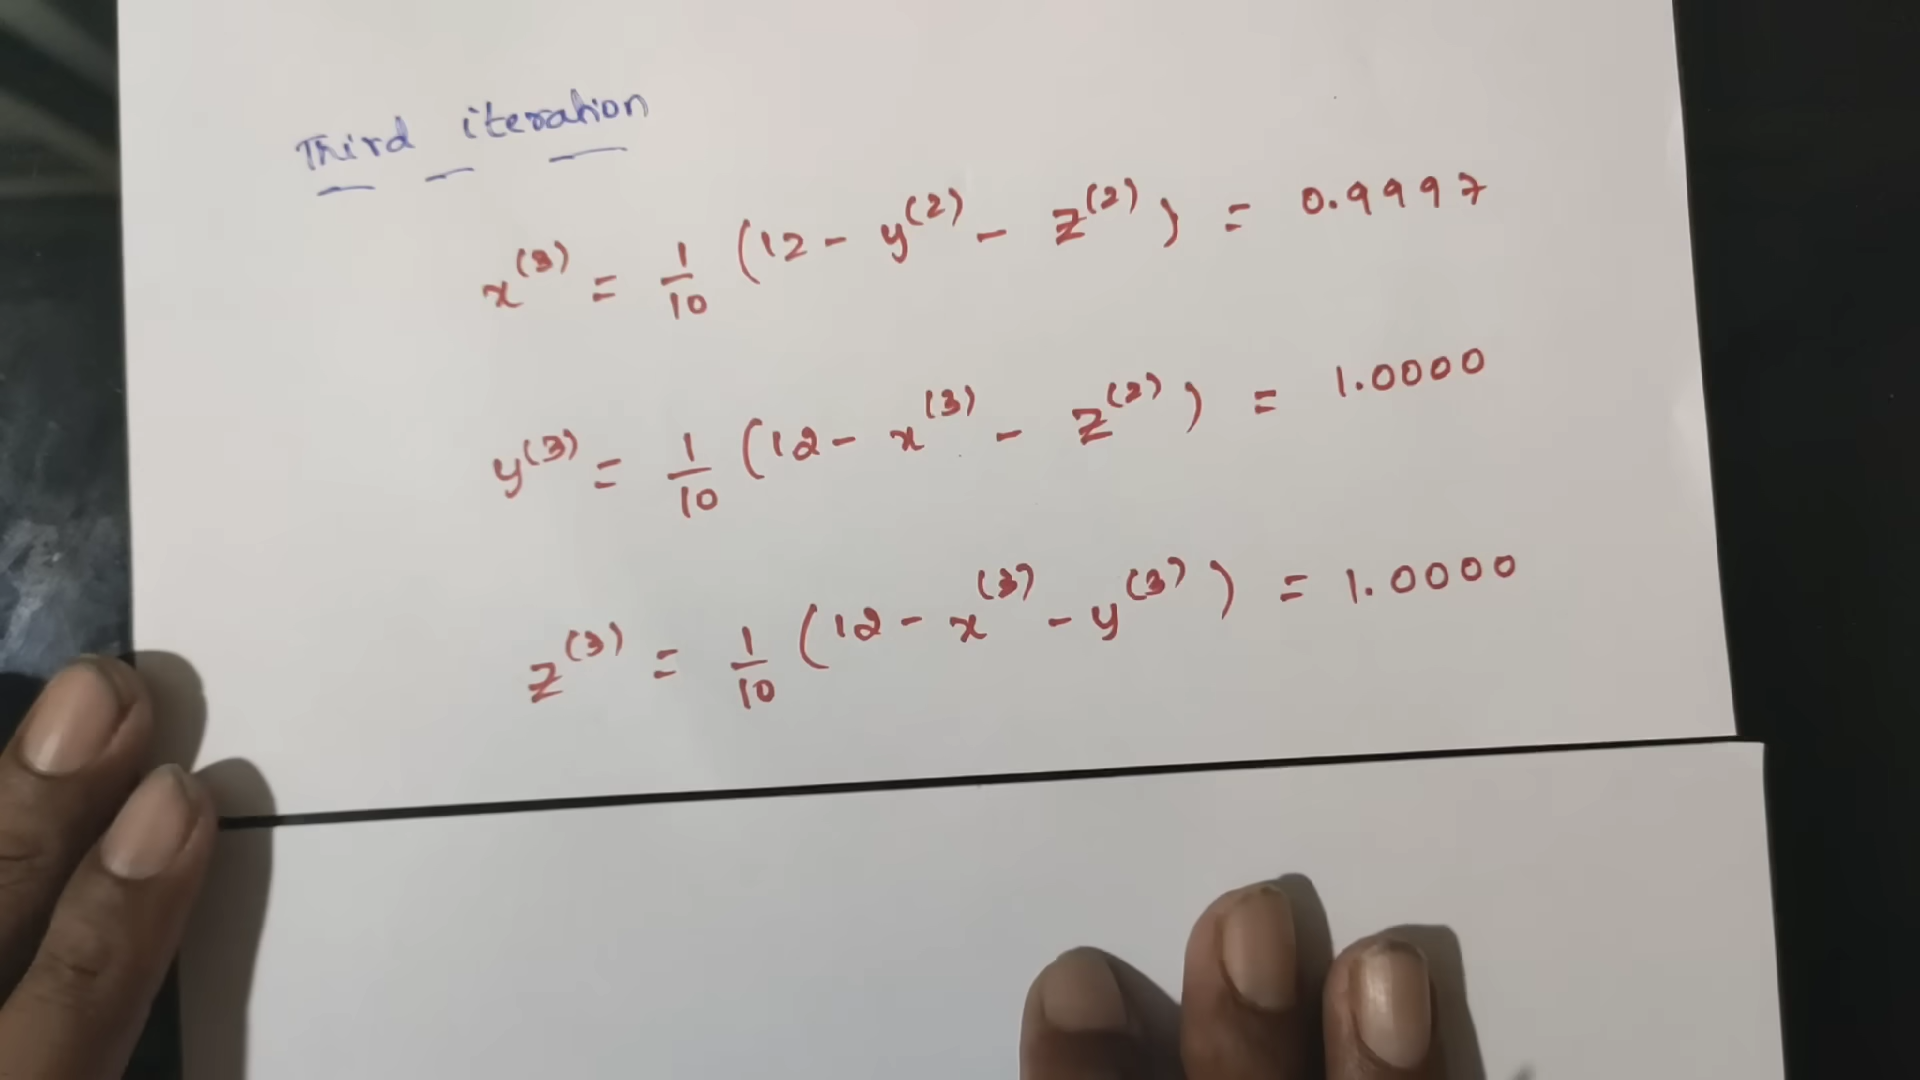 Third iteration
x^(3) = 1/10 (12 - y^(2) - z^(2)) = 0.9997
y^(3) = 1/10 (12 - x^(3) - z^(2)) = 1.0000
z^(3) = 1/10 (12 - x^(3) - y^(3)) = 1.0000